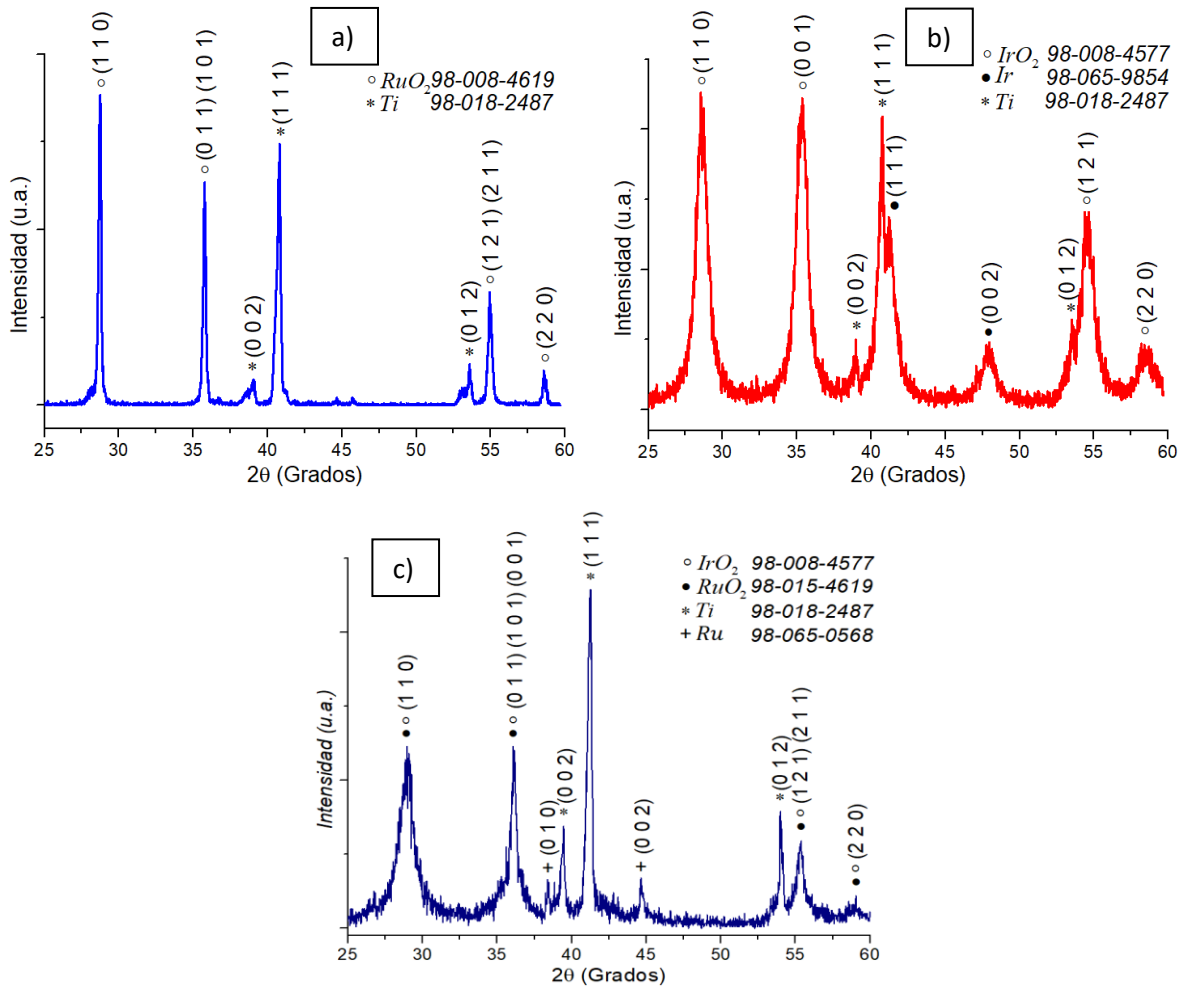 a)
○ RuO₂ 98-008-4619
* Ti 98-018-2487
○ (1 1 0)
○ (0 1 1) (1 0 1)
* (0 0 2)
* (1 1 1)
* (0 1 2)
○ (1 2 1) (2 1 1)
○ (2 2 0)
Intensidad (u.a.)
25 30 35 40 45 50 55 60
2θ (Grados)
b)
○ IrO₂ 98-008-4577
● Ir 98-065-9854
* Ti 98-018-2487
○ (1 1 0)
○ (0 0 1)
* (0 0 2)
* (1 1 1)
● (1 1 1)
● (0 0 2)
* (0 1 2)
○ (1 2 1)
○ (2 2 0)
Intensidad (u.a.)
25 30 35 40 45 50 55 60
2θ (Grados)
c)
○ IrO₂ 98-008-4577
● RuO₂ 98-015-4619
* Ti 98-018-2487
+ Ru 98-065-0568
● ○ (1 1 0)
● ○ (0 1 1) (1 0 1) (0 0 1)
+ (0 1 0)
* (0 0 2)
* (1 1 1)
+ (0 0 2)
* (0 1 2)
● ○ (1 2 1) (2 1 1)
● ○ (2 2 0)
Intensidad (u.a.)
25 30 35 40 45 50 55 60
2θ (Grados)